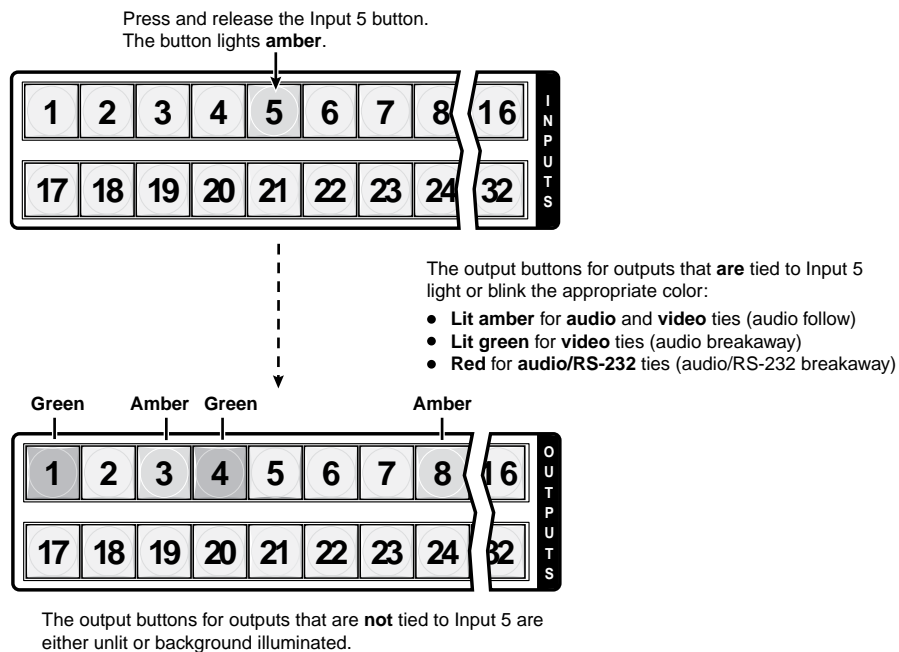 Press and release the Input 5 button.
The button lights amber.
1 2 3 4 5 6 7 8 16
17 18 19 20 21 22 23 24 32
INPUTS
The output buttons for outputs that are tied to Input 5
light or blink the appropriate color:
• Lit amber for audio and video ties (audio follow)
• Lit green for video ties (audio breakaway)
• Red for audio/RS-232 ties (audio/RS-232 breakaway)
Green Amber Green Amber
1 2 3 4 5 6 7 8 16
17 18 19 20 21 22 23 24 32
OUTPUTS
The output buttons for outputs that are not tied to Input 5 are
either unlit or background illuminated.